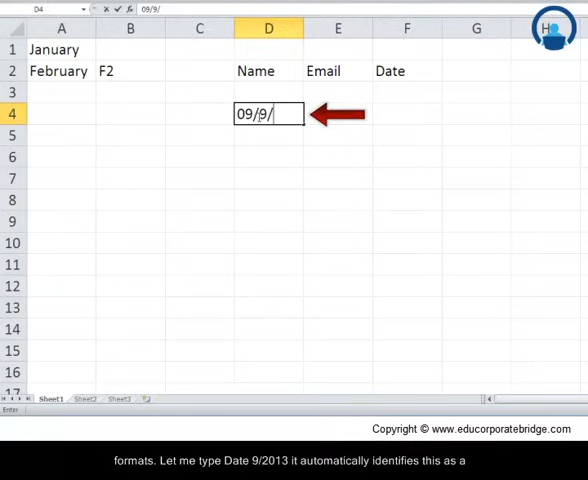 D4 fx 09/9/
A B C D E F G H
1 January
2 February F2 Name Email Date
3
4 09/9/
5
6
7
8
9
10
11
12
13
14
15
16
17
Sheet1 Sheet2 Sheet3
Enter
Copyright © www.educorporatebridge.com
formats. Let me type Date 9/2013 it automatically identifies this as a